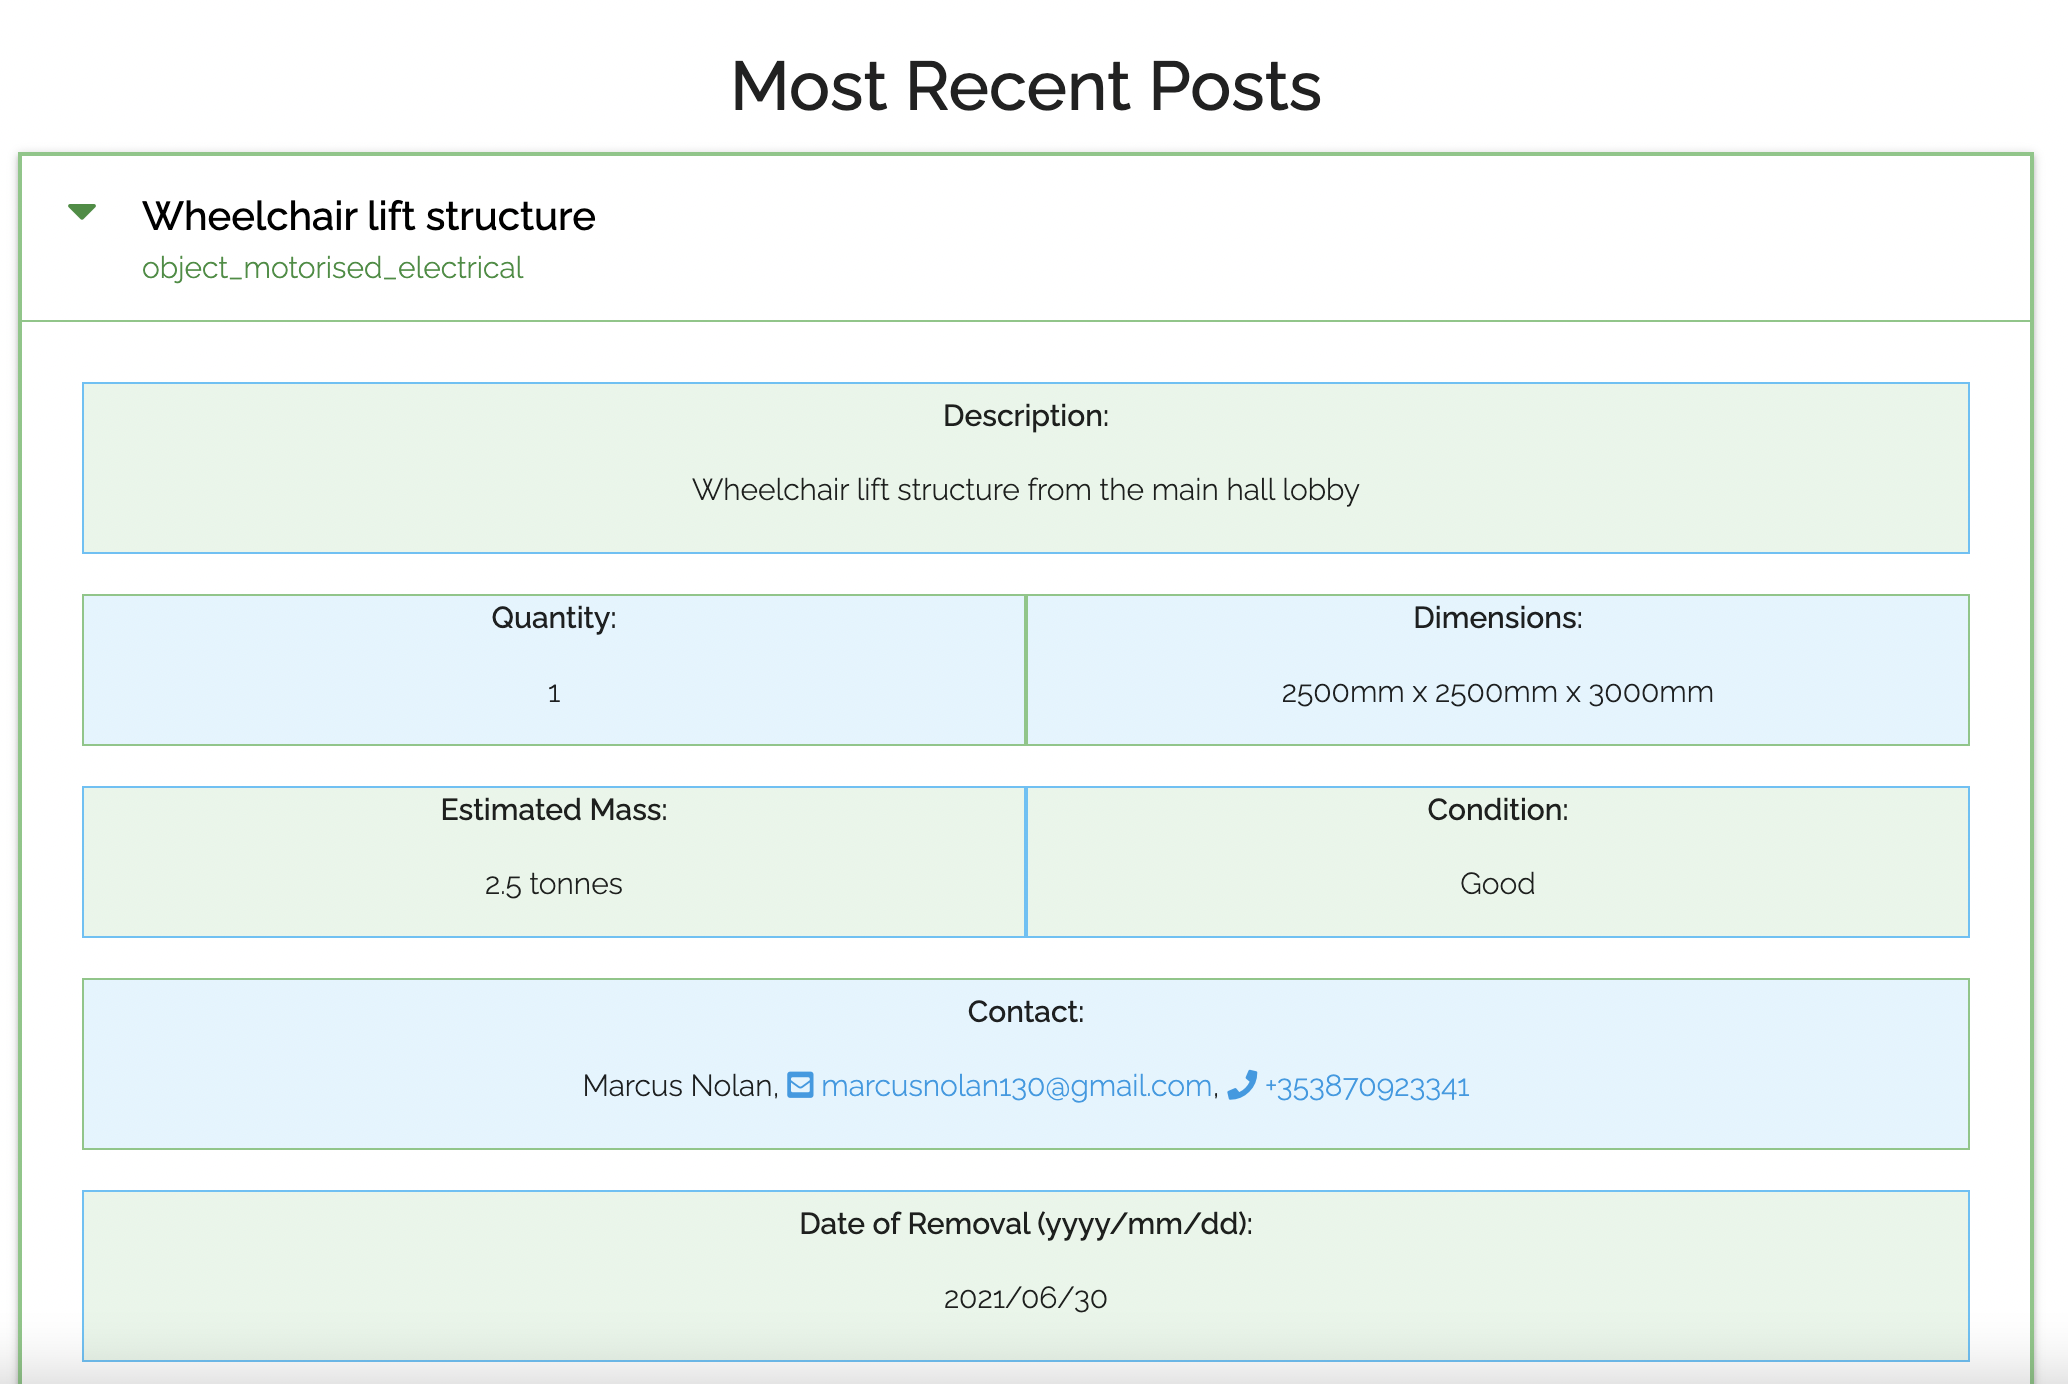 Most Recent Posts
Wheelchair lift structure
object_motorised_electrical
Description:
Wheelchair lift structure from the main hall lobby
Quantity:
1
Dimensions:
2500mm x 2500mm x 3000mm
Estimated Mass:
2.5 tonnes
Condition:
Good
Contact:
Marcus Nolan, marcusnolan130@gmail.com, +353870923341
Date of Removal (yyyy/mm/dd):
2021/06/30